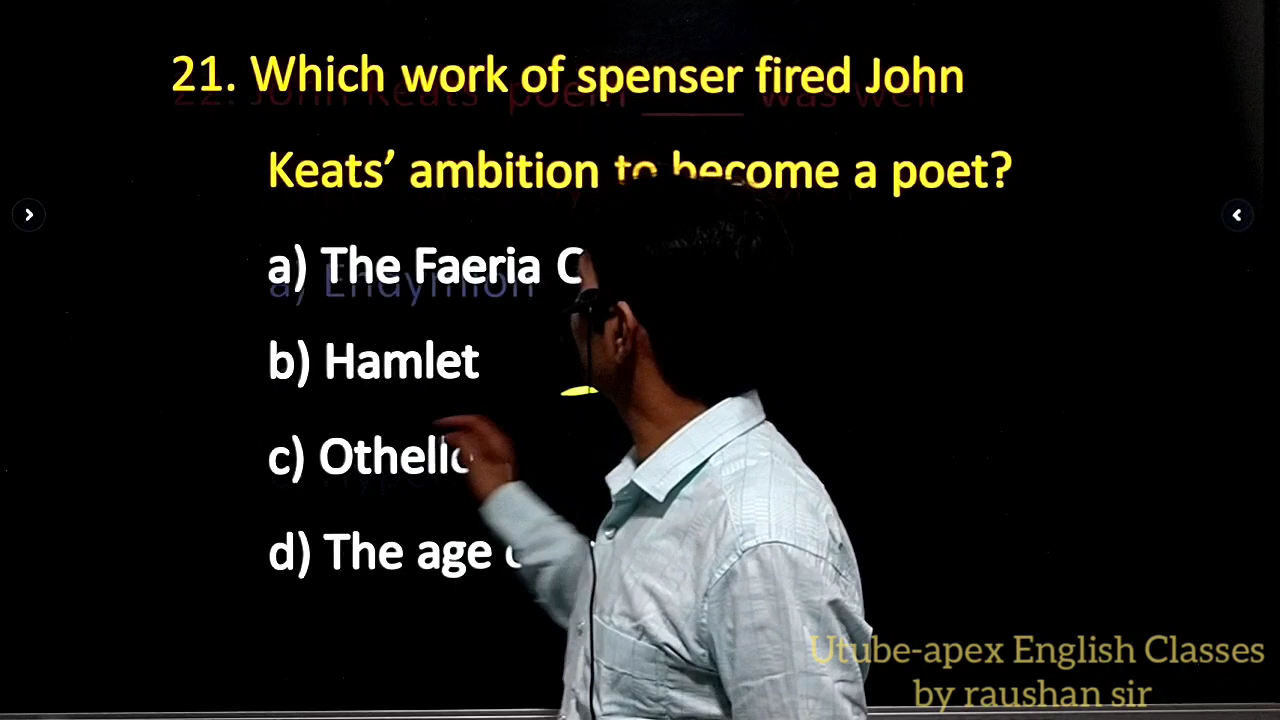 21. Which work of spenser fired John
Keats' ambition to become a poet?
a) The Faeria
b) Hamlet
c) Othello
d) The age
Utube-apex English Classes
by raushan sir